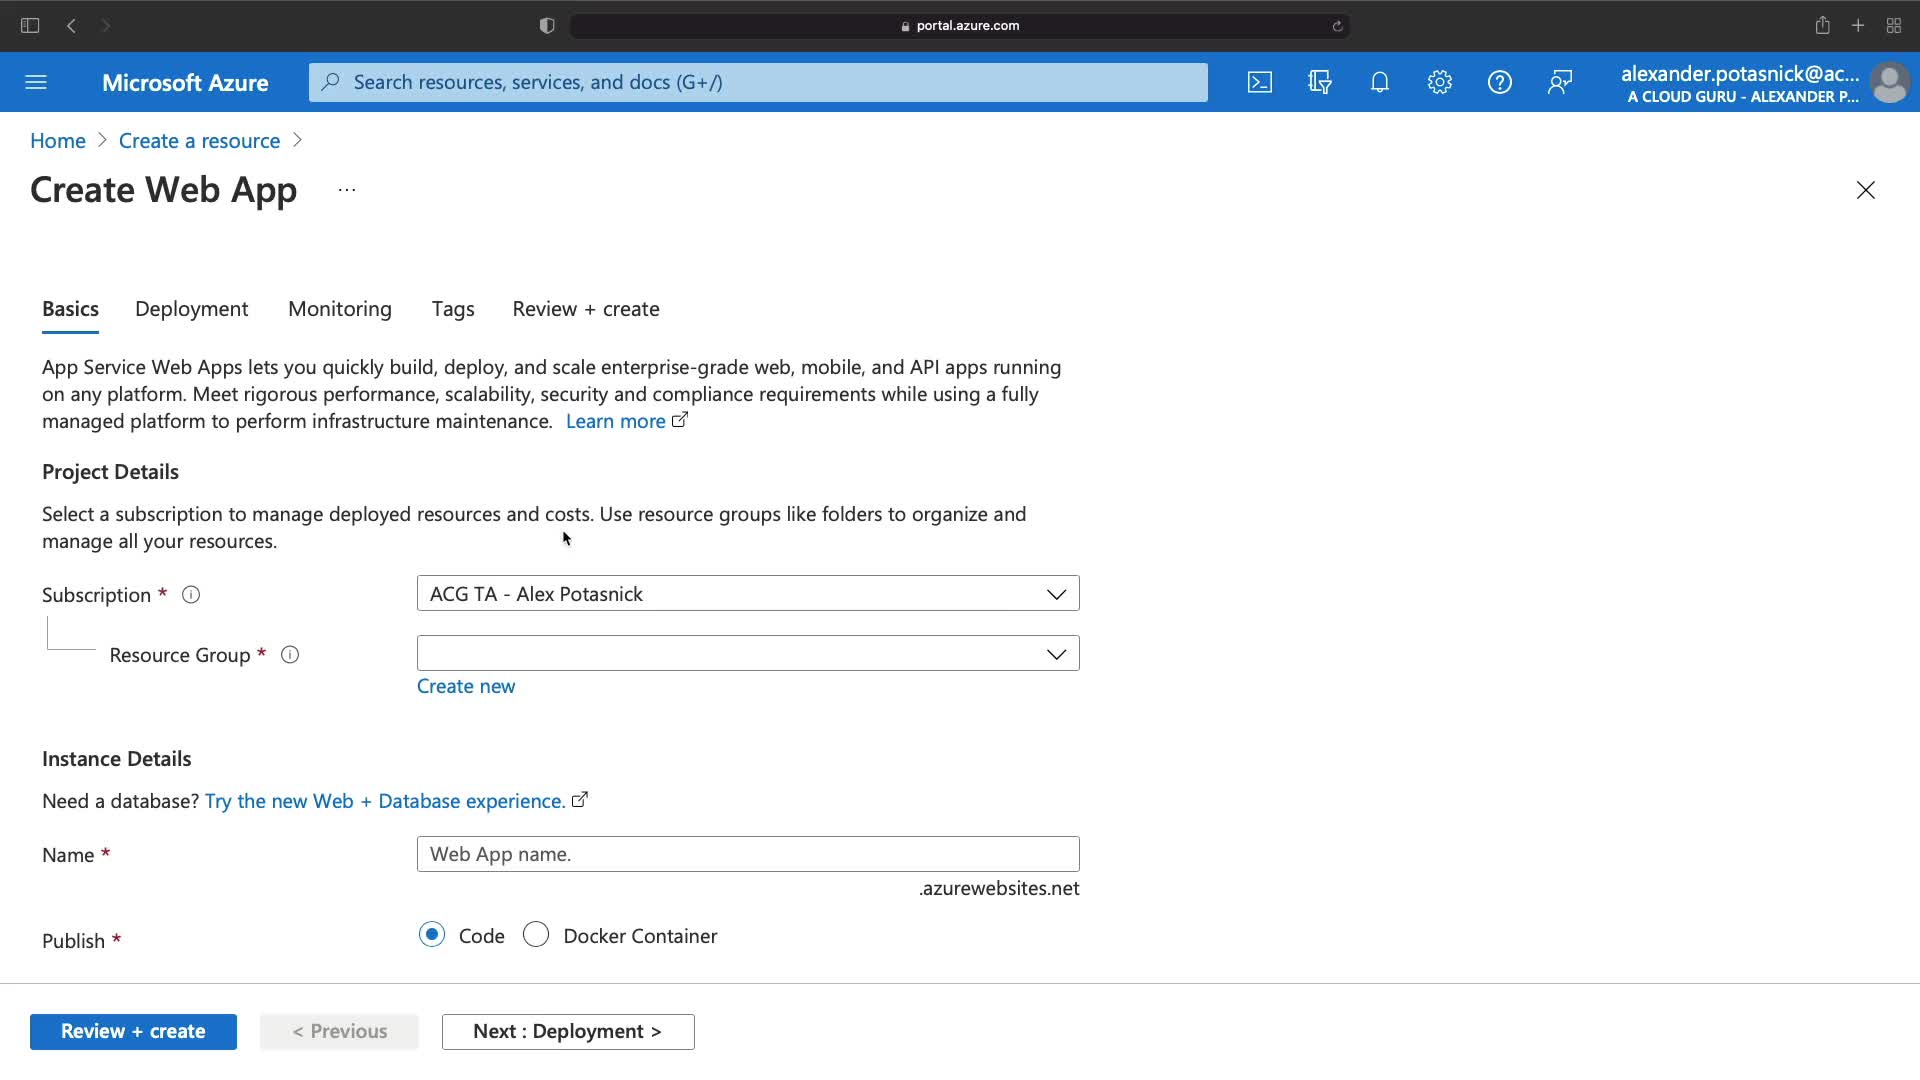 portal.azure.com
Microsoft Azure
Search resources, services, and docs (G+/)
alexander.potasnick@ac...
A CLOUD GURU - ALEXANDER P...
Home > Create a resource >
Create Web App ...
Basics Deployment Monitoring Tags Review + create
App Service Web Apps lets you quickly build, deploy, and scale enterprise-grade web, mobile, and API apps running
on any platform. Meet rigorous performance, scalability, security and compliance requirements while using a fully
managed platform to perform infrastructure maintenance. Learn more
Project Details
Select a subscription to manage deployed resources and costs. Use resource groups like folders to organize and
manage all your resources.
Subscription * ACG TA - Alex Potasnick
Resource Group *
Create new
Instance Details
Need a database? Try the new Web + Database experience.
Name * Web App name.
.azurewebsites.net
Publish * Code Docker Container
Review + create < Previous Next : Deployment >